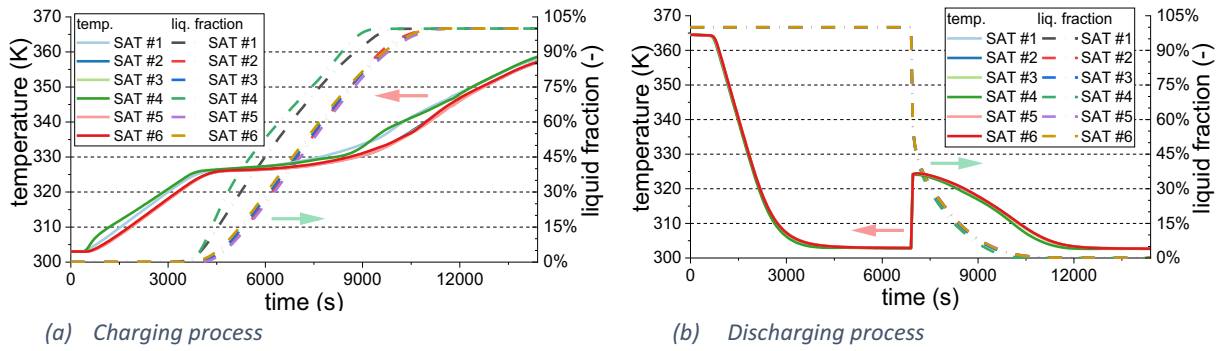 temp. liq. fraction
SAT #1 SAT #1
SAT #2 SAT #2
SAT #3 SAT #3
SAT #4 SAT #4
SAT #5 SAT #5
SAT #6 SAT #6
temperature (K)
370
360
350
340
330
320
310
300
0 3000 6000 9000 12000
time (s)
105%
90%
75%
60%
45%
30%
15%
0%
liquid fraction (-)
(a) Charging process
temp. liq. fraction
SAT #1 SAT #1
SAT #2 SAT #2
SAT #3 SAT #3
SAT #4 SAT #4
SAT #5 SAT #5
SAT #6 SAT #6
temperature (K)
370
360
350
340
330
320
310
300
0 3000 6000 9000 12000
time (s)
105%
90%
75%
60%
45%
30%
15%
0%
liquid fraction (-)
(b) Discharging process